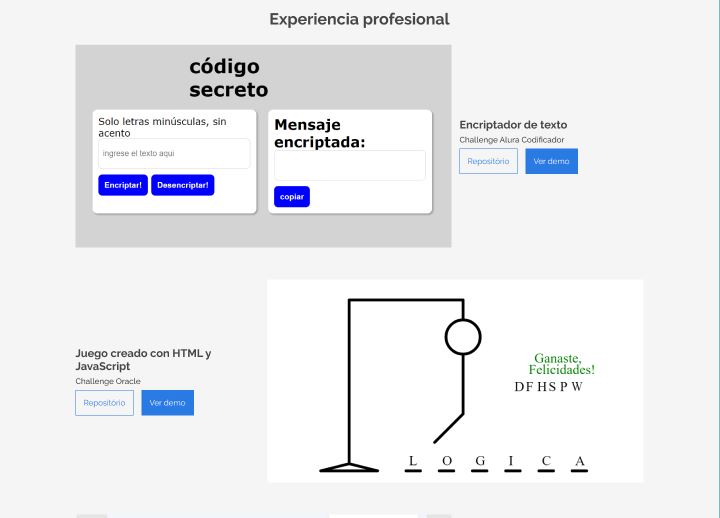 Experiencia profesional
código
secreto
Solo letras minúsculas, sin
acento
ingrese el texto aqui
Encriptar!
Desencriptar!
Mensaje
encriptada:
copiar
Encriptador de texto
Challenge Alura Codificador
Repositório
Ver demo
Juego creado con HTML y
JavaScript
Challenge Oracle
Repositório
Ver demo
Ganaste,
Felicidades!
D F H S P W
L O G I C A